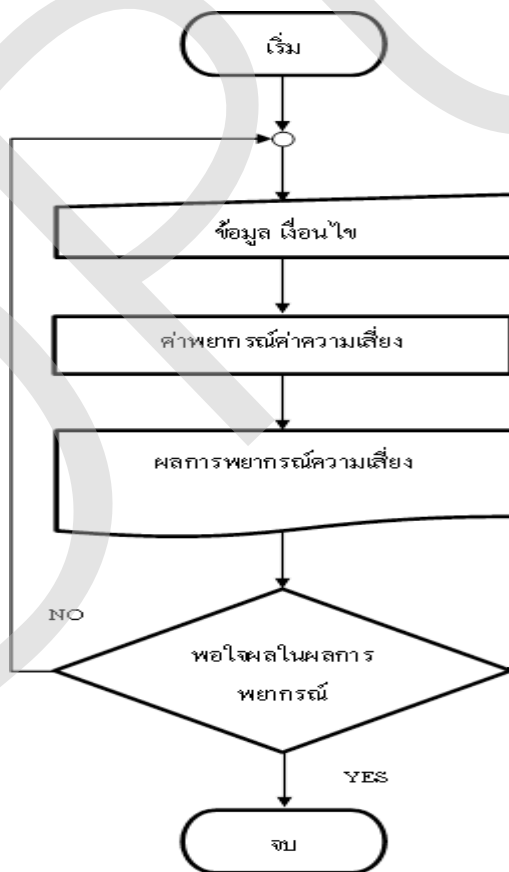 เริ่ม
ข้อมูล เงื่อนไข
ค่าพยากรณ์ค่าความเสี่ยง
ผลการพยากรณ์ความเสี่ยง
NO
พอใจผลในผลการ
พยากรณ์
YES
จบ